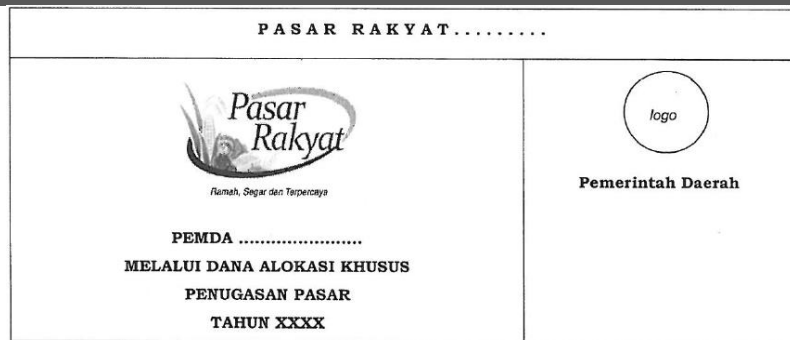 PASAR RAKYAT.........
Pasar
Rakyat
Ramah, Segar dan Terpercaya
PEMDA .......................
MELALUI DANA ALOKASI KHUSUS
PENUGASAN PASAR
TAHUN XXXX
logo
Pemerintah Daerah